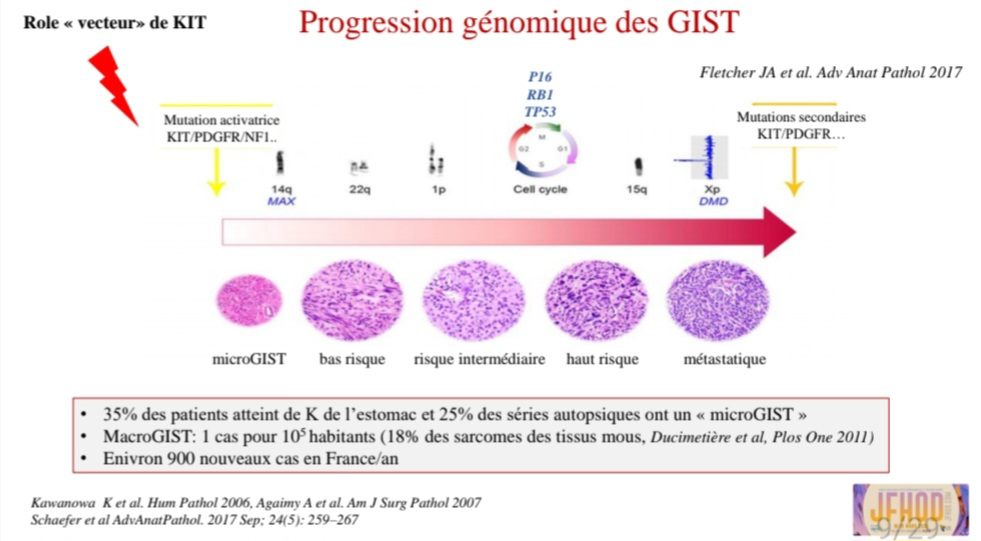 Role « vecteur» de KIT
Progression génomique des GIST
Fletcher JA et al. Adv Anat Pathol 2017
P16
RB1
TP53
Mutation activatrice
KIT/PDGFR/NF1..
Mutations secondaires
KIT/PDGFR…
M
G2
G1
S
14q
22q
1p
Cell cycle
15q
Xp
MAX
DMD
microGIST
bas risque
risque intermédiaire
haut risque
métastatique
• 35% des patients atteint de K de l’estomac et 25% des séries autopsiques ont un « microGIST »
• MacroGIST: 1 cas pour 10⁵ habitants (18% des sarcomes des tissus mous, Ducimetière et al, Plos One 2011)
• Enivron 900 nouveaux cas en France/an
Kawanowa K et al. Hum Pathol 2006, Agaimy A et al. Am J Surg Pathol 2007
Schaefer et al AdvAnatPathol. 2017 Sep; 24(5): 259–267
JFHOD
9/29